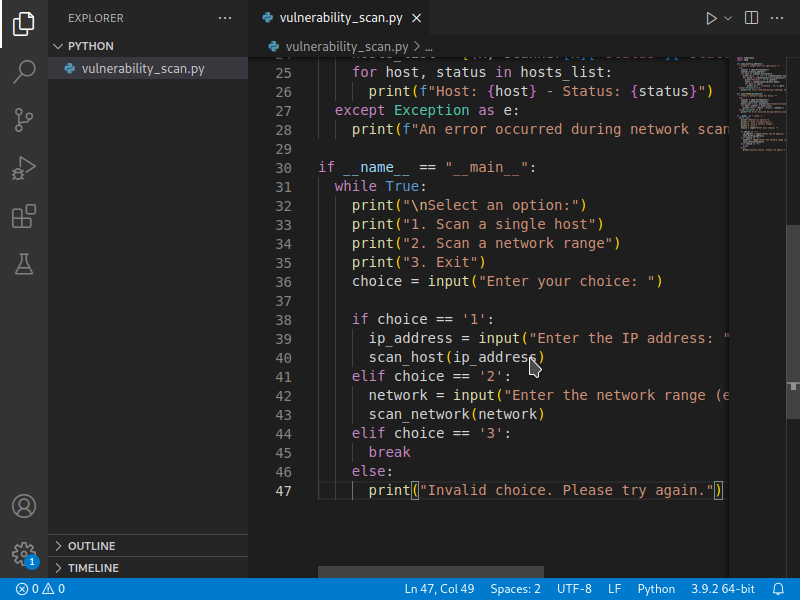 EXPLORER
PYTHON
vulnerability_scan.py
OUTLINE
TIMELINE
1
vulnerability_scan.py
vulnerability_scan.py > ...
25 for host, status in hosts_list:
26 print(f"Host: {host} - Status: {status}")
27 except Exception as e:
28 print(f"An error occurred during network scan
29
30 if __name__ == "__main__":
31 while True:
32 print("\nSelect an option:")
33 print("1. Scan a single host")
34 print("2. Scan a network range")
35 print("3. Exit")
36 choice = input("Enter your choice: ")
37
38 if choice == '1':
39 ip_address = input("Enter the IP address: "
40 scan_host(ip_address)
41 elif choice == '2':
42 network = input("Enter the network range (e
43 scan_network(network)
44 elif choice == '3':
45 break
46 else:
47 print("Invalid choice. Please try again.")
0 0 Ln 47, Col 49 Spaces: 2 UTF-8 LF Python 3.9.2 64-bit